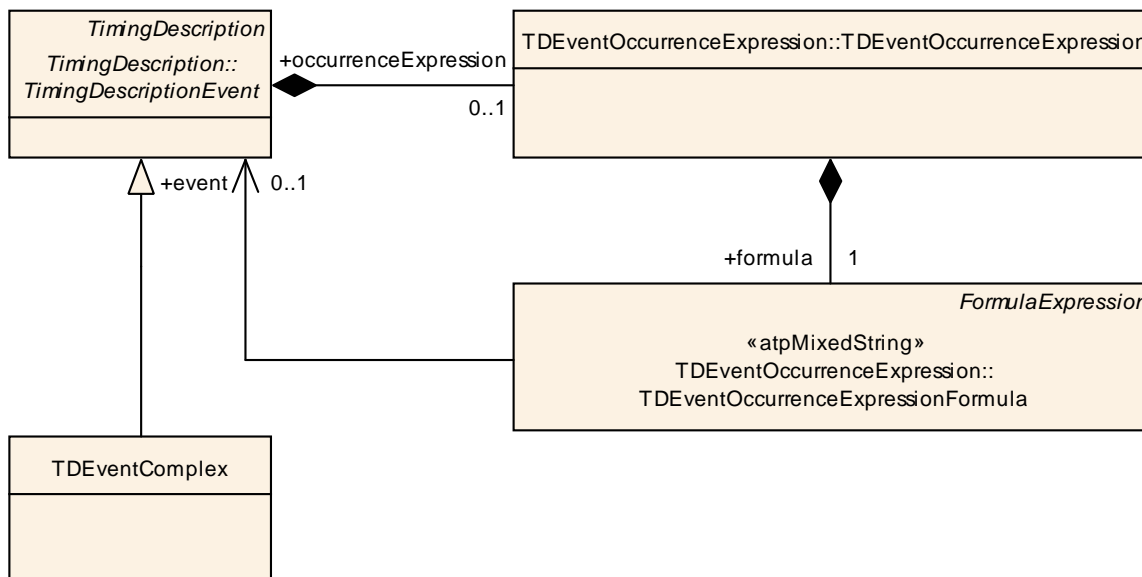 TimingDescription
TimingDescription::
TimingDescriptionEvent
+occurrenceExpression
0..1
TDEventOccurrenceExpression::TDEventOccurrenceExpression
+event
0..1
+formula
1
FormulaExpression
«atpMixedString»
TDEventOccurrenceExpression::
TDEventOccurrenceExpressionFormula
TDEventComplex